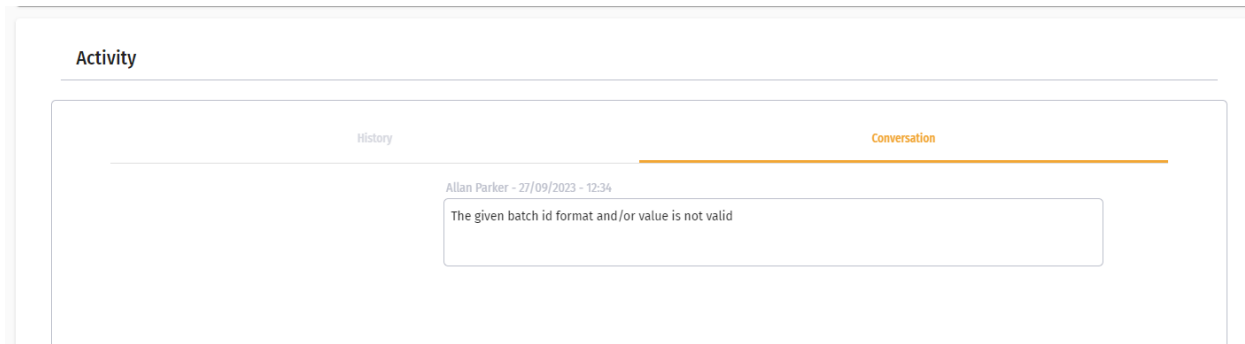 Activity
History
Conversation
Allan Parker - 27/09/2023 - 12:34
The given batch id format and/or value is not valid